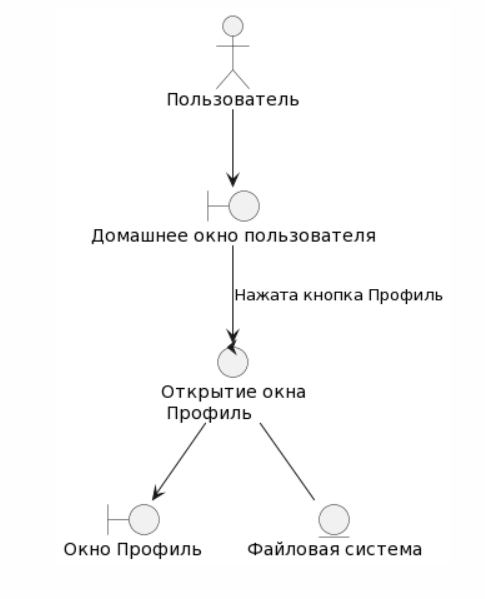 Пользователь
Домашнее окно пользователя
Нажата кнопка Профиль
Открытие окна
Профиль
Окно Профиль
Файловая система